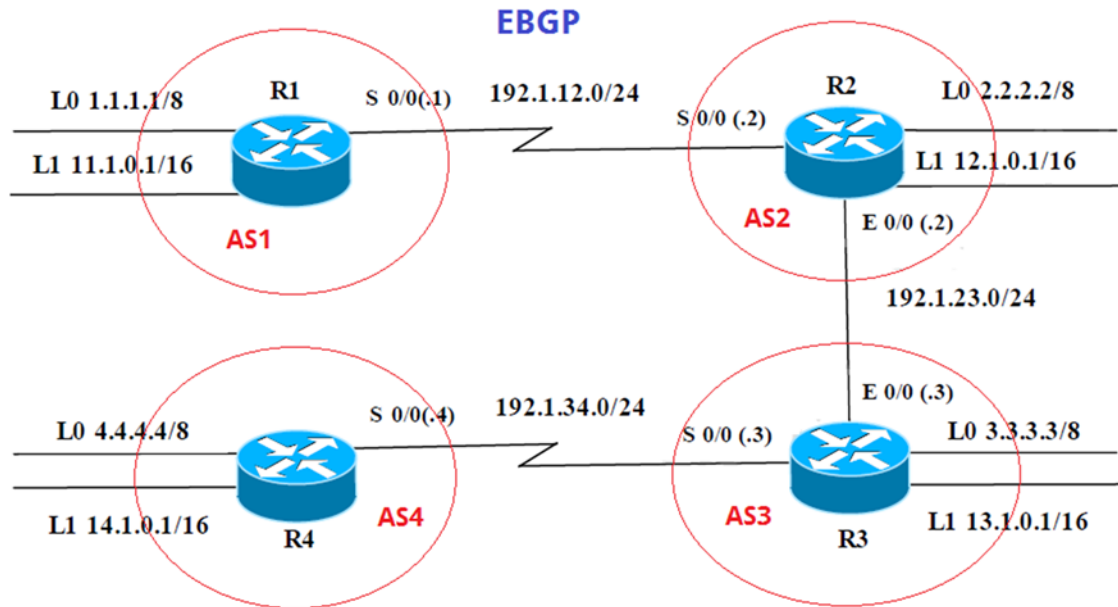 EBGP
R1
L0 1.1.1.1/8
S 0/0(.1)
192.1.12.0/24
L1 11.1.0.1/16
AS1
R2
L0 2.2.2.2/8
S 0/0 (.2)
L1 12.1.0.1/16
AS2
E 0/0 (.2)
192.1.23.0/24
L0 4.4.4.4/8
S 0/0(.4)
192.1.34.0/24
L1 14.1.0.1/16
R4
AS4
E 0/0 (.3)
S 0/0 (.3)
L0 3.3.3.3/8
AS3
R3
L1 13.1.0.1/16